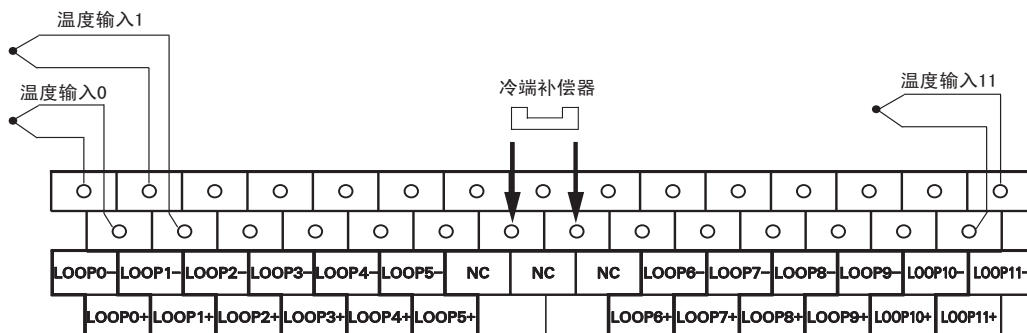 温度输入1
温度输入0
冷端补偿器
温度输入11
LOOP0- LOOP1- LOOP2- LOOP3- LOOP4- LOOP5- NC NC NC LOOP6- LOOP7- LOOP8- LOOP9- LOOP10- LOOP11-
LOOP0+ LOOP1+ LOOP2+ LOOP3+ LOOP4+ LOOP5+ LOOP6+ LOOP7+ LOOP8+ LOOP9+ LOOP10+ LOOP11+